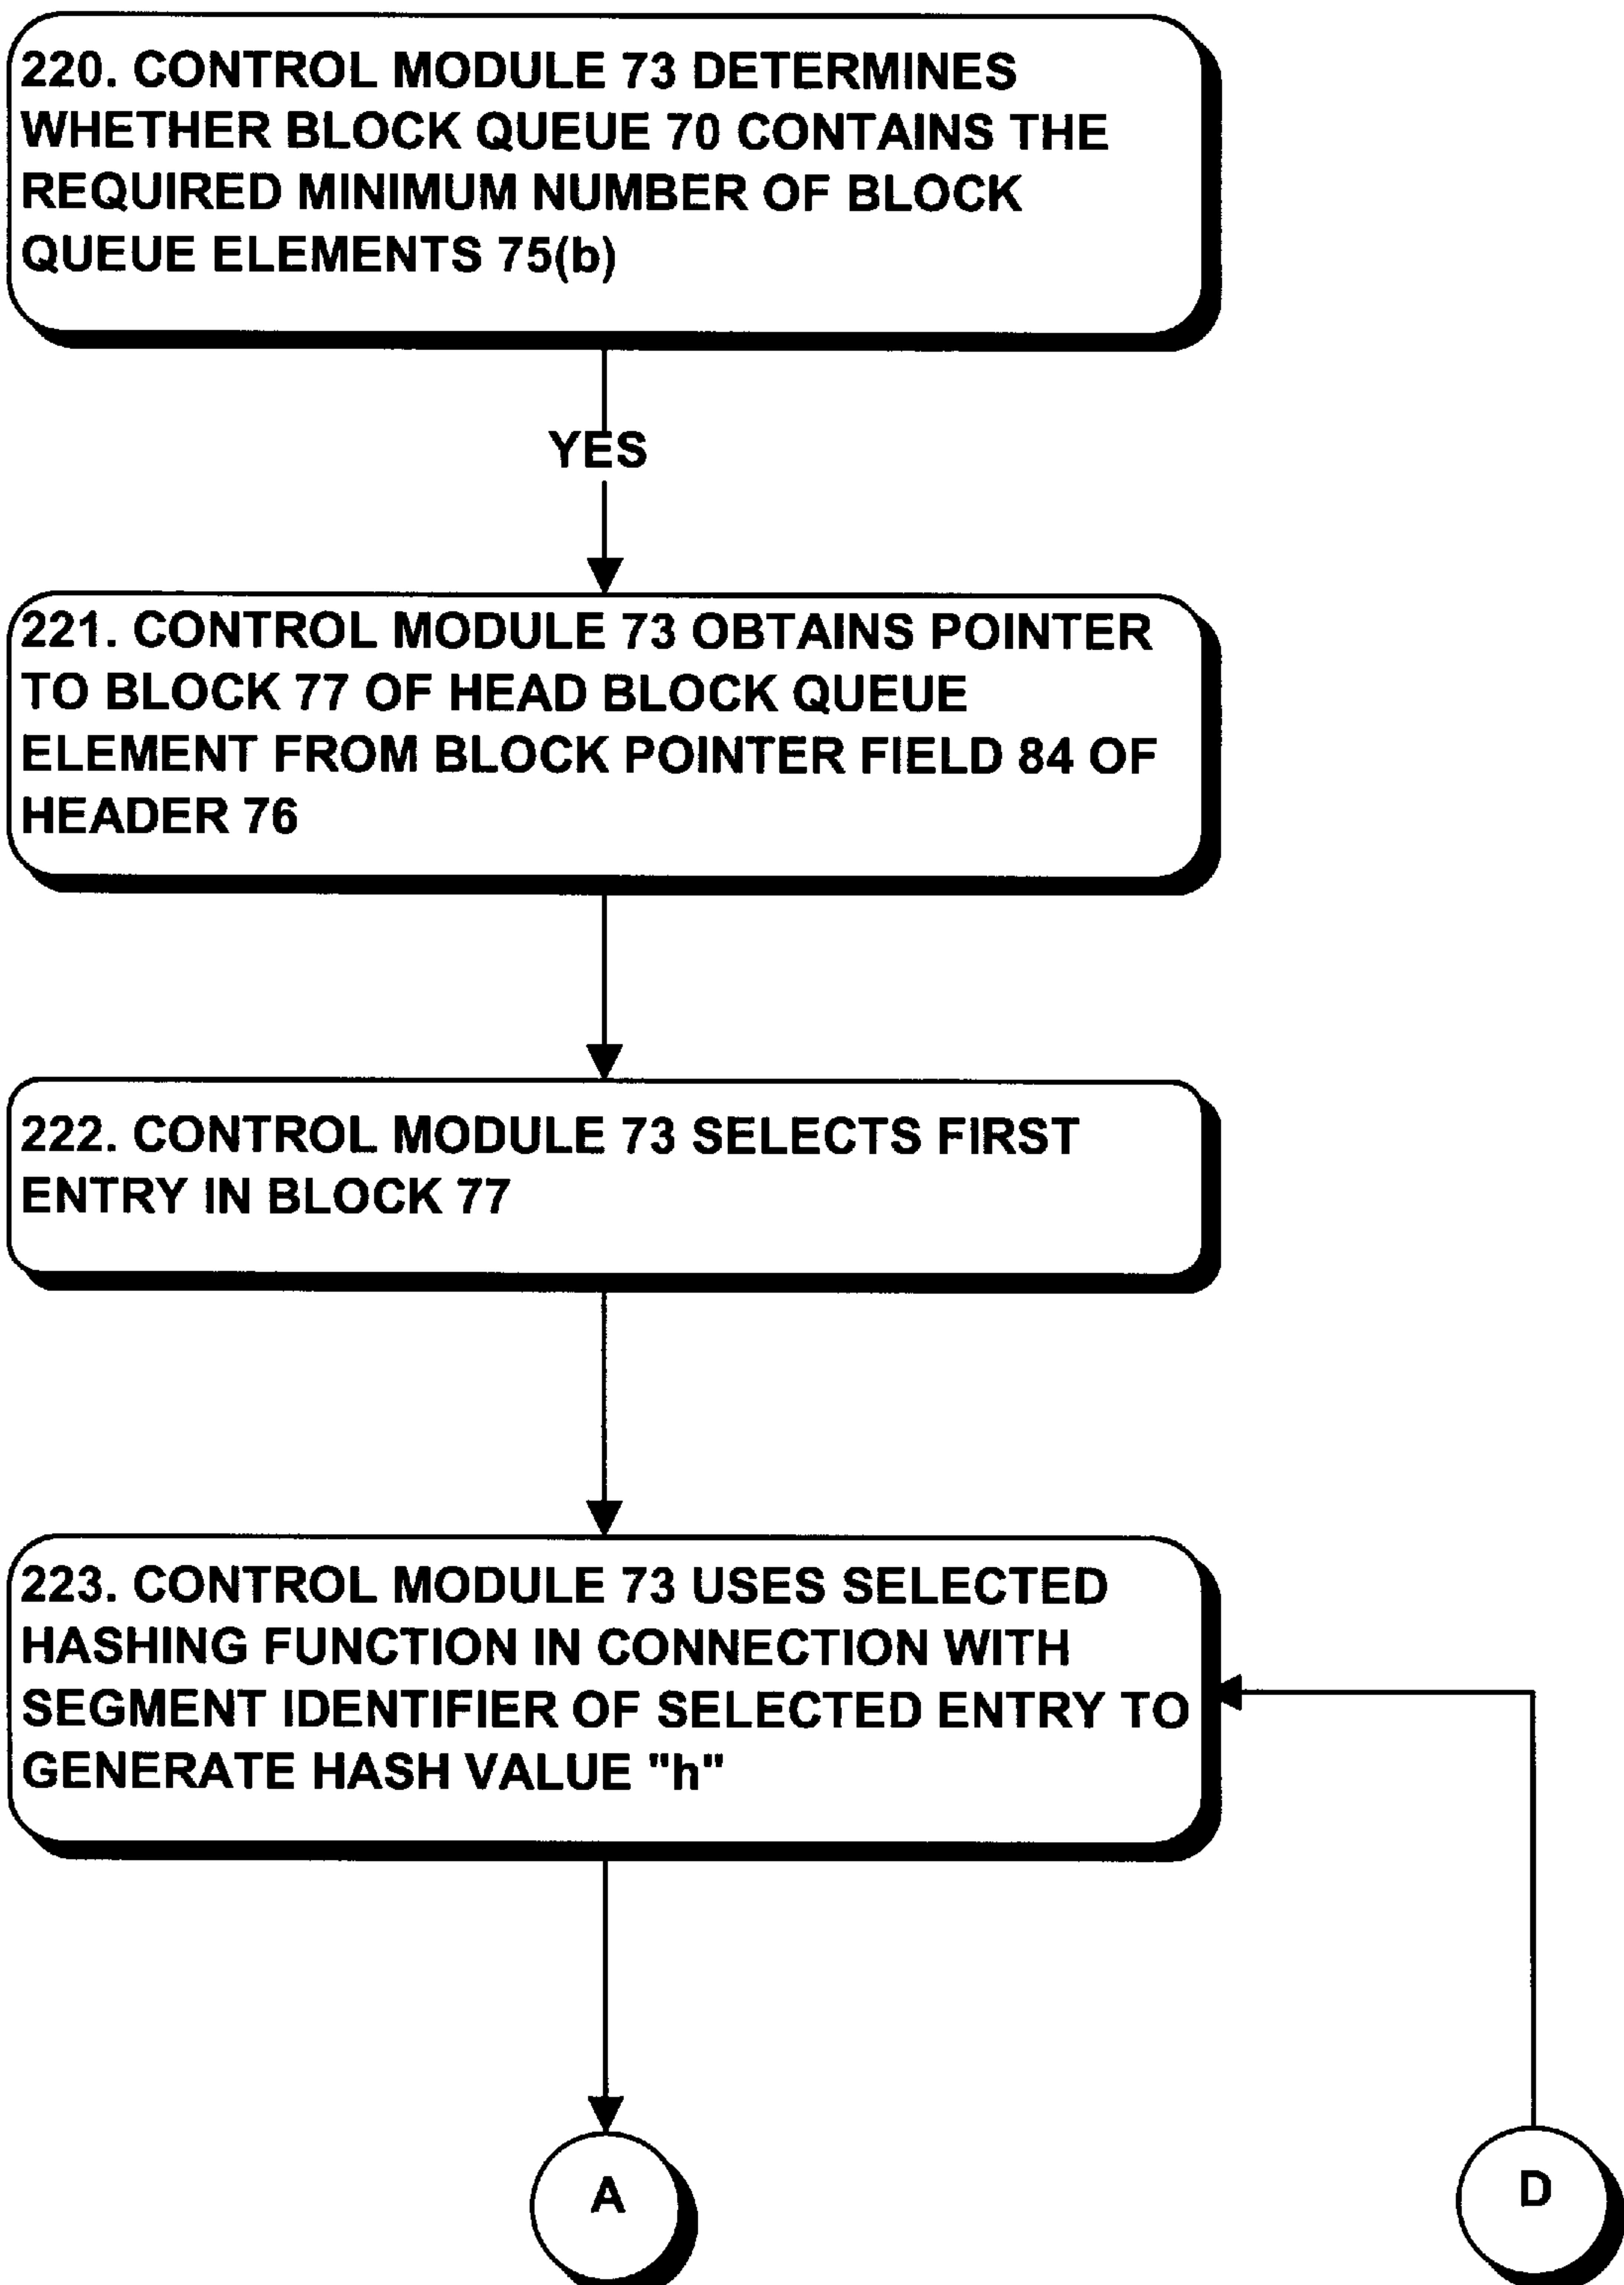 220. CONTROL MODULE 73 DETERMINES
WHETHER BLOCK QUEUE 70 CONTAINS THE
REQUIRED MINIMUM NUMBER OF BLOCK
QUEUE ELEMENTS 75(b)
YES
221. CONTROL MODULE 73 OBTAINS POINTER
TO BLOCK 77 OF HEAD BLOCK QUEUE
ELEMENT FROM BLOCK POINTER FIELD 84 OF
HEADER 76
222. CONTROL MODULE 73 SELECTS FIRST
ENTRY IN BLOCK 77
223. CONTROL MODULE 73 USES SELECTED
HASHING FUNCTION IN CONNECTION WITH
SEGMENT IDENTIFIER OF SELECTED ENTRY TO
GENERATE HASH VALUE "h"
A
D